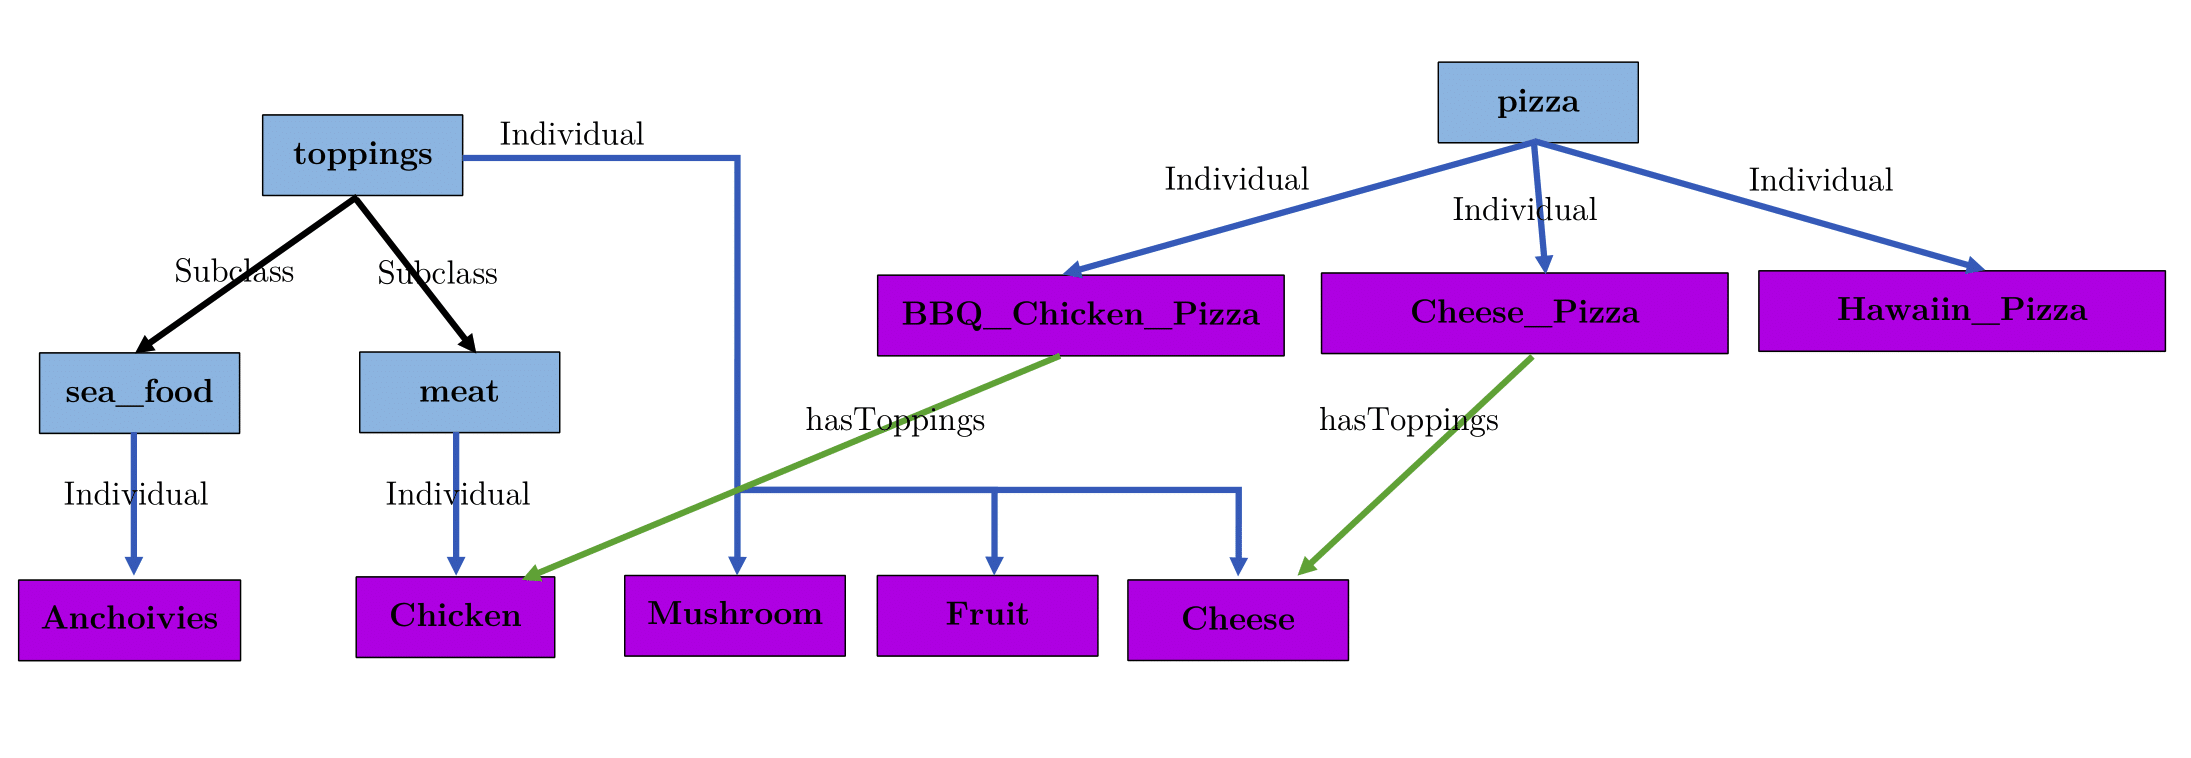 pizza
Individual
toppings
Individual
Individual
Individual
Subclass
Subclass
BBQ_Chicken_Pizza
Cheese_Pizza
Hawaiin_Pizza
sea_food
meat
hasToppings
hasToppings
Individual
Individual
Anchoivies
Chicken
Mushroom
Fruit
Cheese